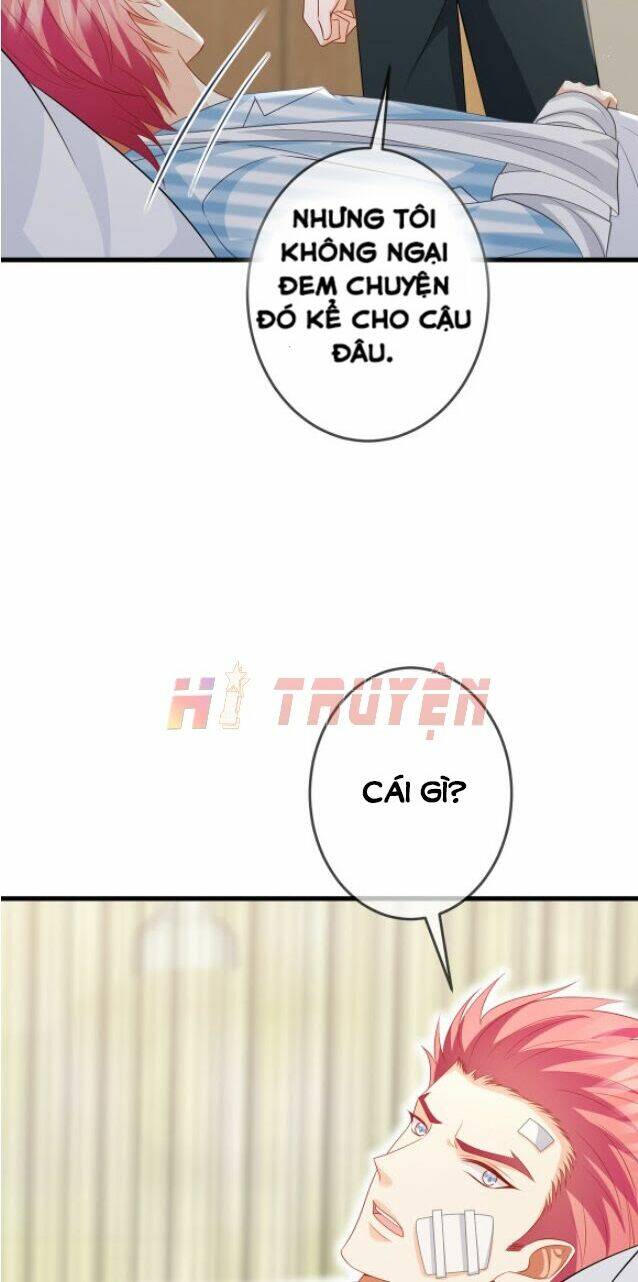 NHƯNG TÔI
KHÔNG NGẠI
ĐEM CHUYỆN
ĐÓ KỂ CHO CẬU
ĐÂU.
HI TRUYỆN
CÁI GÌ?